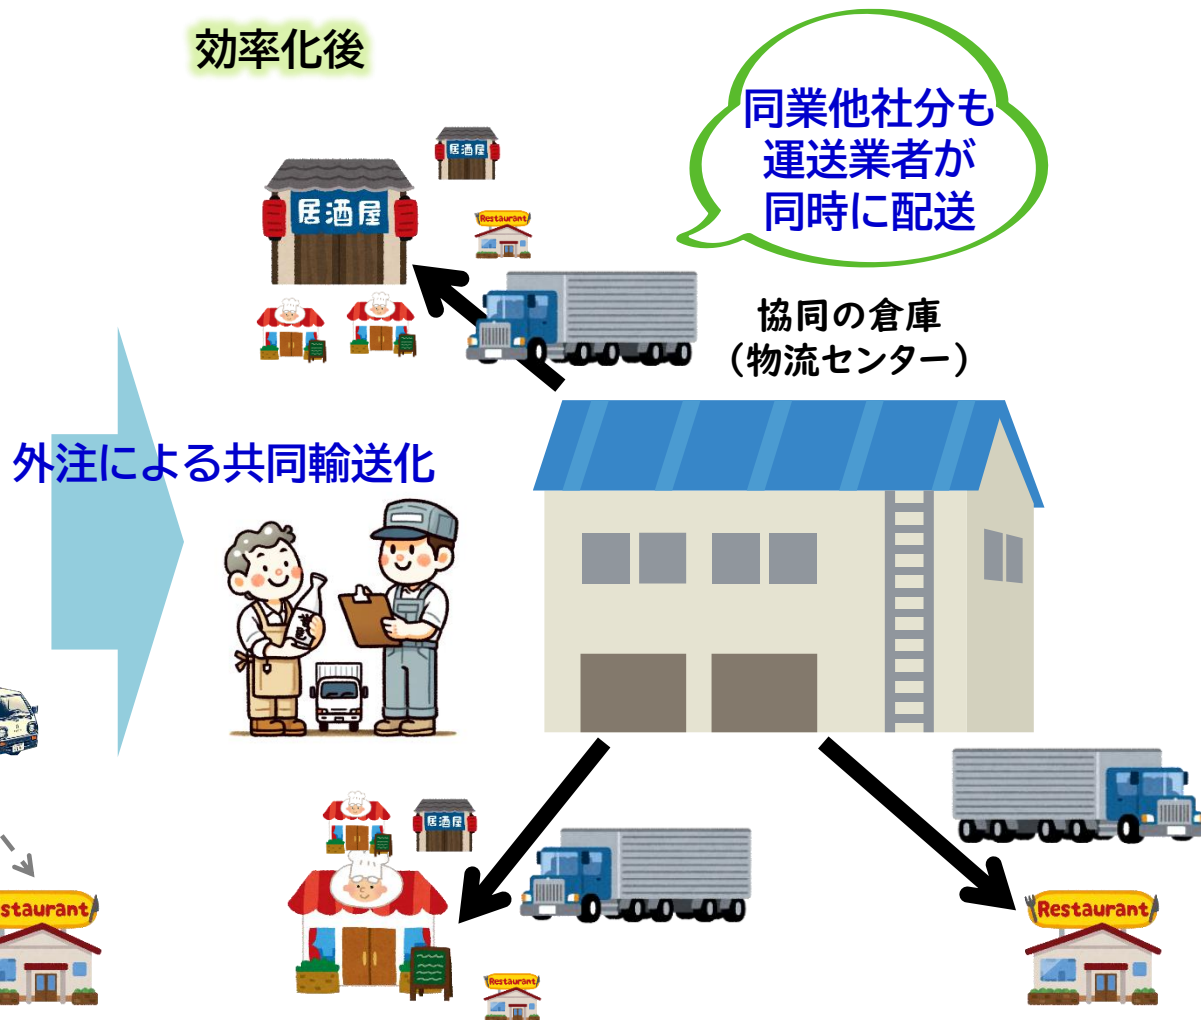 効率化後
同業他社分も
運送業者が
同時に配送
居酒屋
居酒屋
Restaurant
協同の倉庫
(物流センター)
外注による共同輸送化
居酒屋
staurant
Restaurant
Restaurant